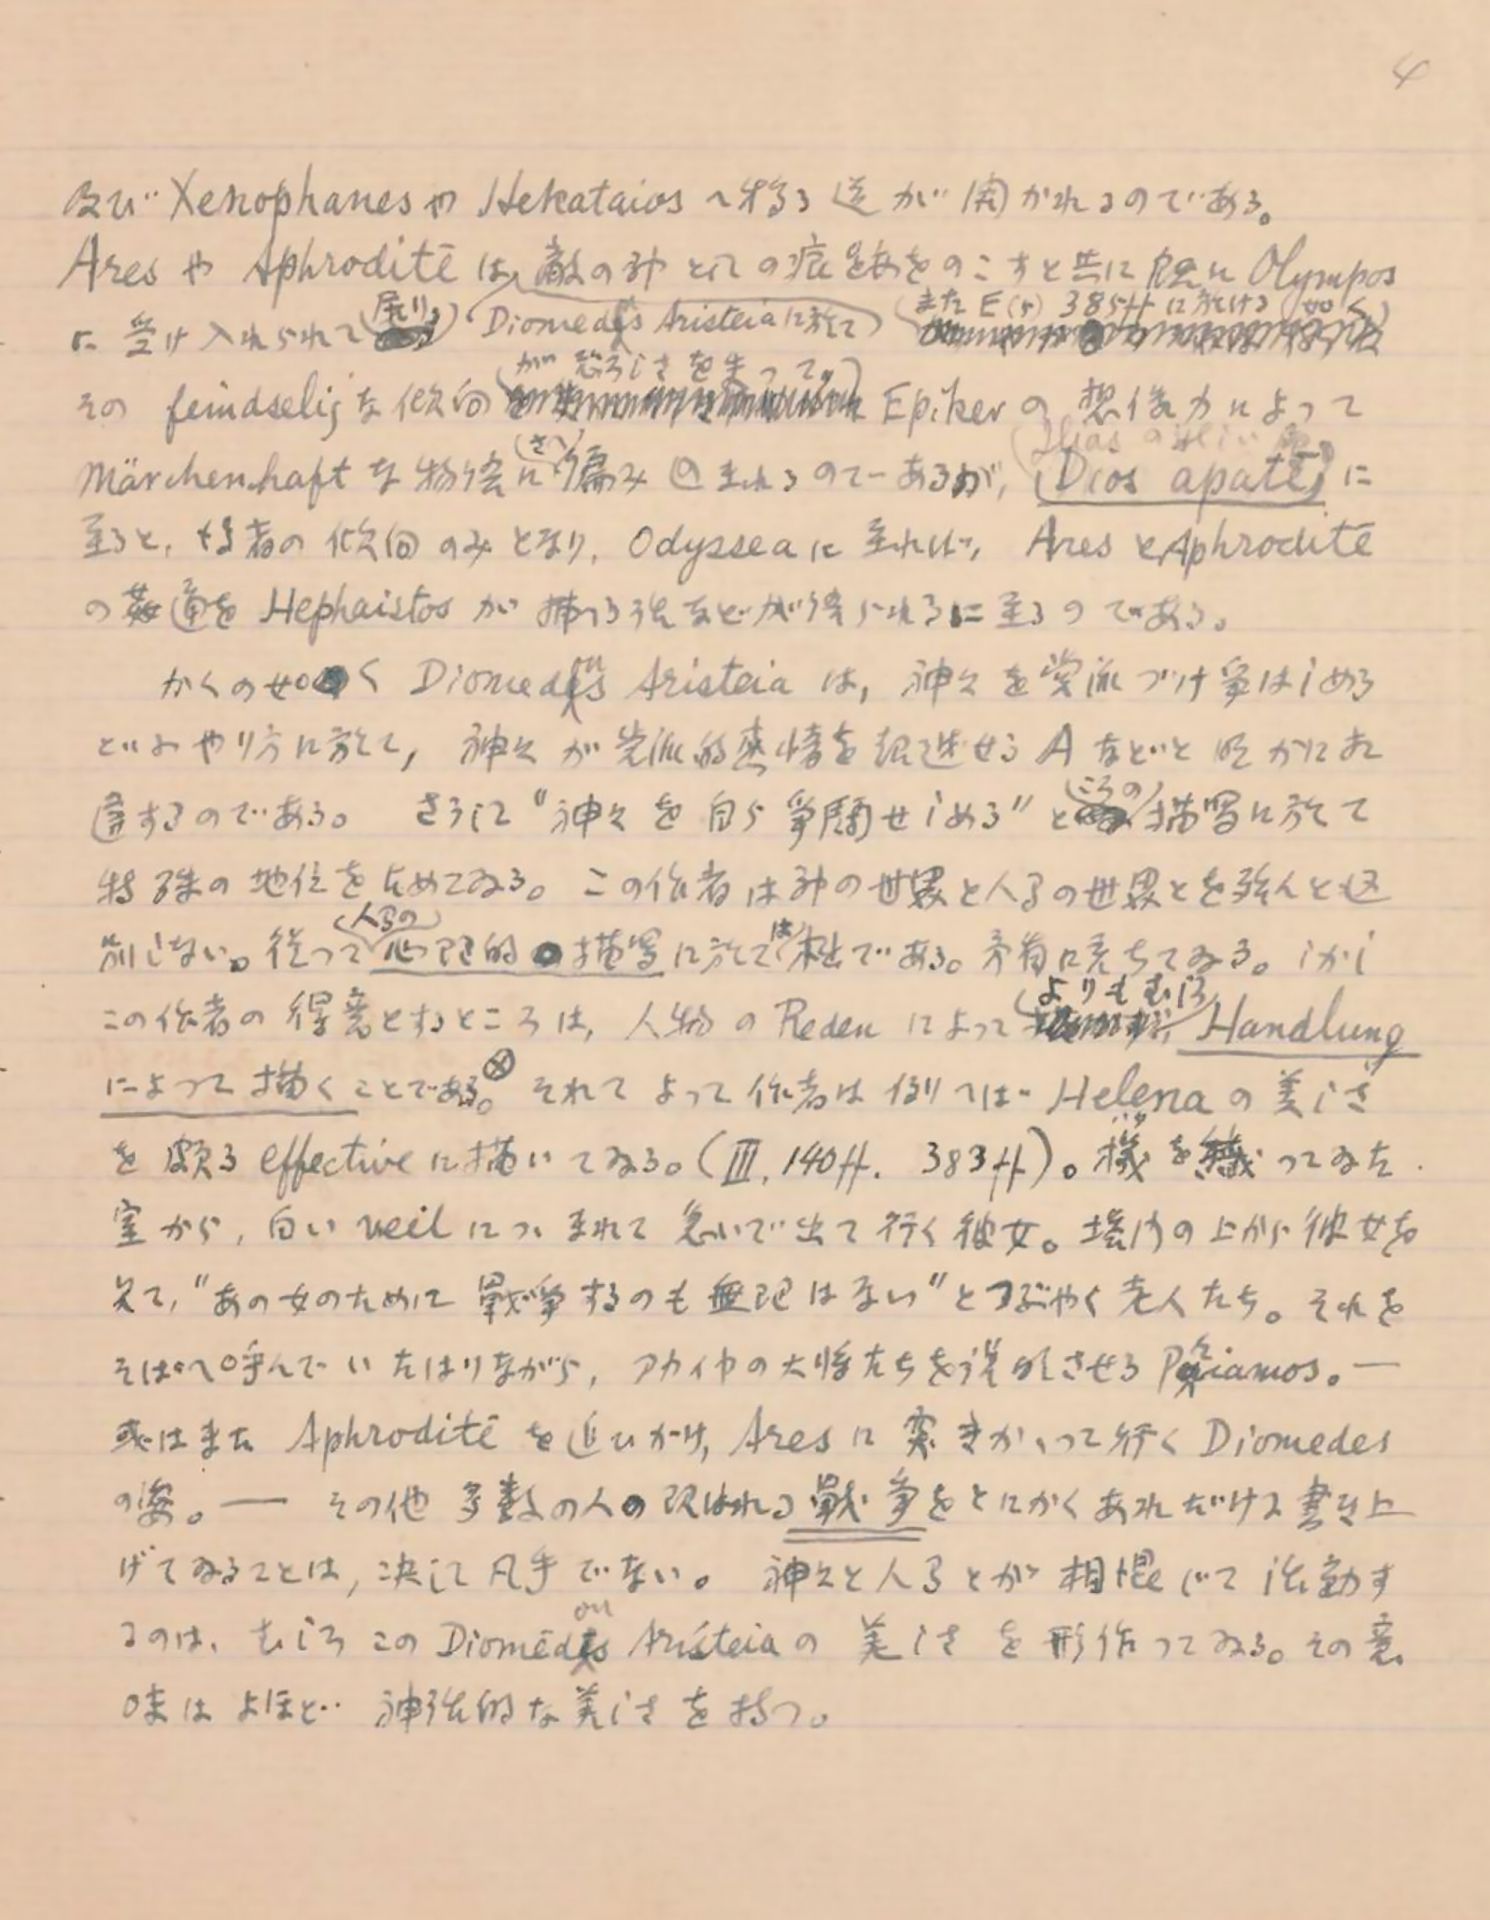 4
及び Xenophanes や Hekataios へ移る道が開かれるのである。
Ares や Aphroditē は、敵の神としての痕跡をのこすと共に既に Olympos
に受け入れられて居り、Diomedous Aristeia に於て また E(5) 385ff に於ける 如く
その feindselig な傾向が恐ろしさを失って、Epiker の想像力によって
Märchenhaft な物語にさへ編み込まれるのであるが、Dios apatē に
至ると、後者の傾向のみとなり、Odyssea に至れば、Ares と Aphroditē
の姦通を Hephaistos が捕へる話などが語られるに至るのである。
かくの如く Diomedous Aristeia は、神々を党派づけ争はしめる
といふやり方に於て、神々が党派的感情を超越せる A などと明かに
するのである。さうして"神々を自ら争闘せしめる"ところの描写に於て
特殊の地位を占めてゐる。この作者は神の世界と人間の世界とを殆んど区
別しない。従って人間の心理的描写に於ては粗である。矛盾に充ちてゐる。しかし
この作者の得意とするところは、人物の Reden によってよりもむしろ Handlung
によって描くことである。⊗ それによって作者は例へば Helena の美しさ
を頗る effective に描いてゐる。(III, 140ff. 383ff)。機を織ってゐた
室から、白い veil につゝまれて急いで出て行く彼女。塔門の上から彼女を
見て、"あの女のために戦争するのも無理はない"とつぶやく老人たち。それを
そばへ呼んでいたはりながら、アカイヤの大将たちを説明させる Priamos。—
或はまた Aphroditē を追ひかけ、Ares に突きかゝって行く Diomedes
の姿。— その他多数の人の現はれる戦争をとにかくあれだけに書き上
げてゐることは、決して凡手でない。神々と人間とが相混じて活動す
るのは、むしろこの Diomēdou Aristeia の美しさを形作ってゐる。その意
味はよほど神話的な美しさを持つ。